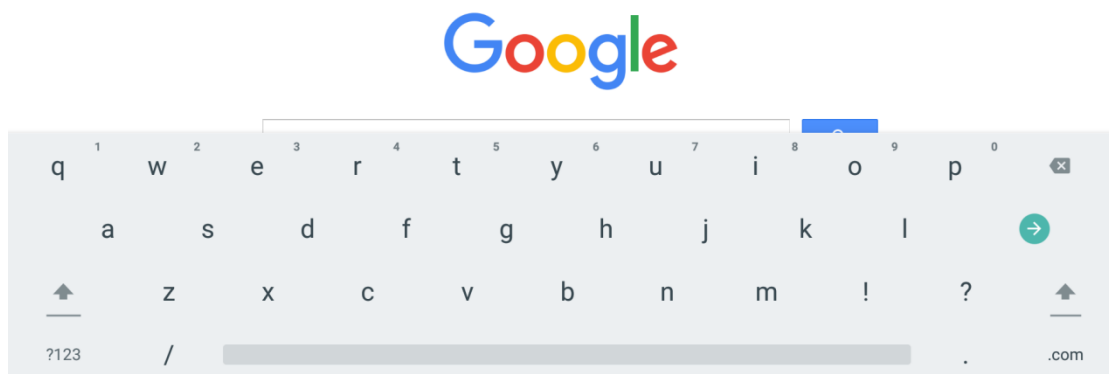 Google
1 2 3 4 5 6 7 8 9 0
q w e r t y u i o p
a s d f g h j k l
z x c v b n m ! ?
?123 / . .com